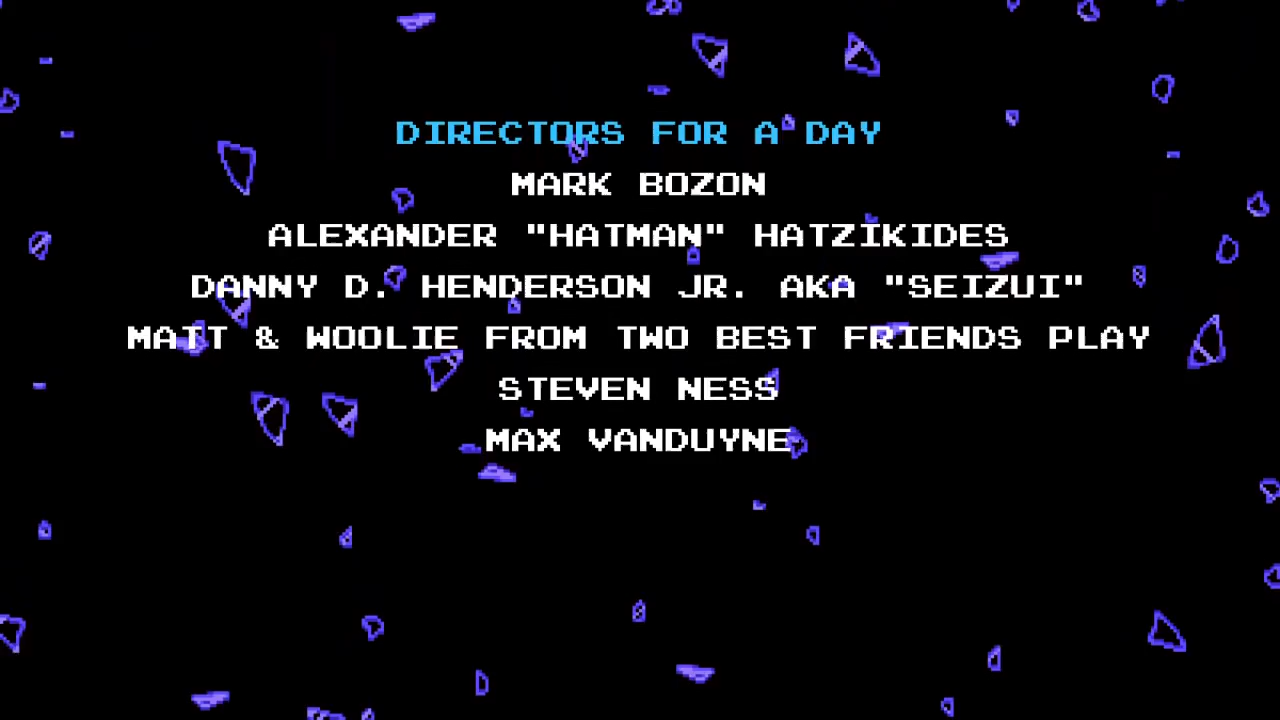 DIRECTORS FOR A DAY
MARK BOZON
ALEXANDER "HATMAN" HATZIKIDES
DANNY D. HENDERSON JR. AKA "SEIZUI"
MATT & WOOLIE FROM TWO BEST FRIENDS PLAY
STEVEN NESS
MAX VANDUYNE